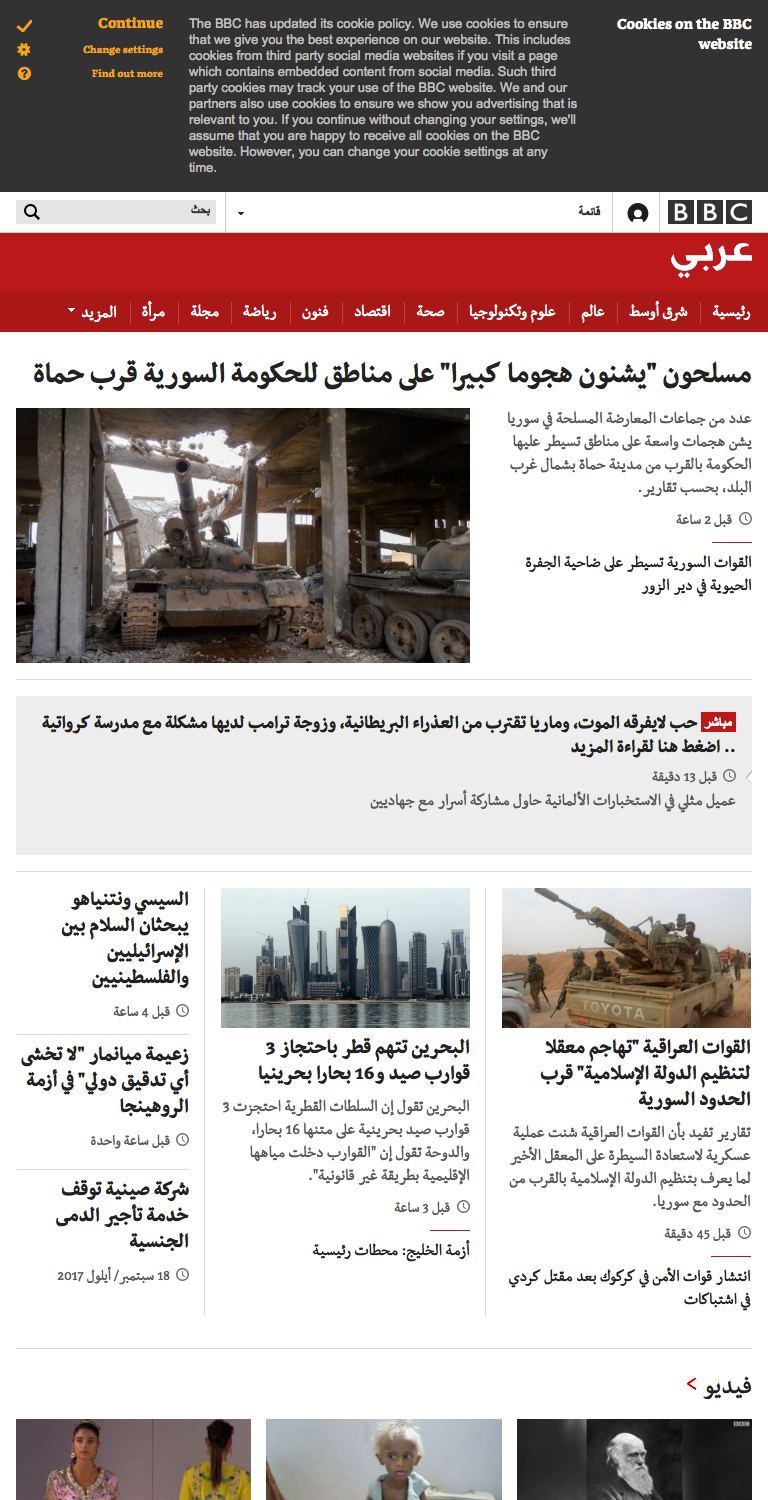 Cookies on the BBC
website
The BBC has updated its cookie policy. We use cookies to ensure
that we give you the best experience on our website. This includes
cookies from third party social media websites if you visit a page
which contains embedded content from social media. Such third
party cookies may track your use of the BBC website. We and our
partners also use cookies to ensure we show you advertising that is
relevant to you. If you continue without changing your settings, we'll
assume that you are happy to receive all cookies on the BBC
website. However, you can change your cookie settings at any
time.
Continue
Change settings
Find out more
BBC
قائمة
بحث
عربي
رئيسية شرق أوسط عالم علوم وتكنولوجيا صحة اقتصاد فنون رياضة مجلة مرأة المزيد
مسلحون "يشنون هجوما كبيرا" على مناطق للحكومة السورية قرب حماة
عدد من جماعات المعارضة المسلحة في سوريا
يشن هجمات واسعة على مناطق تسيطر عليها
الحكومة بالقرب من مدينة حماة بشمال غرب
البلد، بحسب تقارير.
قبل 2 ساعة
القوات السورية تسيطر على ضاحية الجفرة
الحيوية في دير الزور
مباشر حب لايفرقه الموت، وماريا تقترب من العذراء البريطانية، وزوجة ترامب لديها مشكلة مع مدرسة كرواتية
.. اضغط هنا لقراءة المزيد
قبل 13 دقيقة
عميل مثلي في الاستخبارات الألمانية حاول مشاركة أسرار مع جهاديين
TOYOTA
القوات العراقية "تهاجم معقلا
لتنظيم الدولة الإسلامية" قرب
الحدود السورية
تقارير تفيد بأن القوات العراقية شنت عملية
عسكرية لاستعادة السيطرة على المعقل الأخير
لما يعرف بتنظيم الدولة الإسلامية بالقرب من
الحدود مع سوريا.
قبل 45 دقيقة
انتشار قوات الأمن في كركوك بعد مقتل كردي
في اشتباكات
البحرين تتهم قطر باحتجاز 3
قوارب صيد و16 بحارا بحرينيا
البحرين تقول إن السلطات القطرية احتجزت 3
قوارب صيد بحرينية على متنها 16 بحارا،
والدوحة تقول إن "القوارب دخلت مياهها
الإقليمية بطريقة غير قانونية".
قبل 3 ساعة
أزمة الخليج: محطات رئيسية
السيسي ونتنياهو
يبحثان السلام بين
الإسرائيليين
والفلسطينيين
قبل 4 ساعة
زعيمة ميانمار "لا تخشى
أي تدقيق دولي" في أزمة
الروهينجا
قبل ساعة واحدة
شركة صينية توقف
خدمة تأجير الدمى
الجنسية
18 سبتمبر/ أيلول 2017
فيديو
BBC